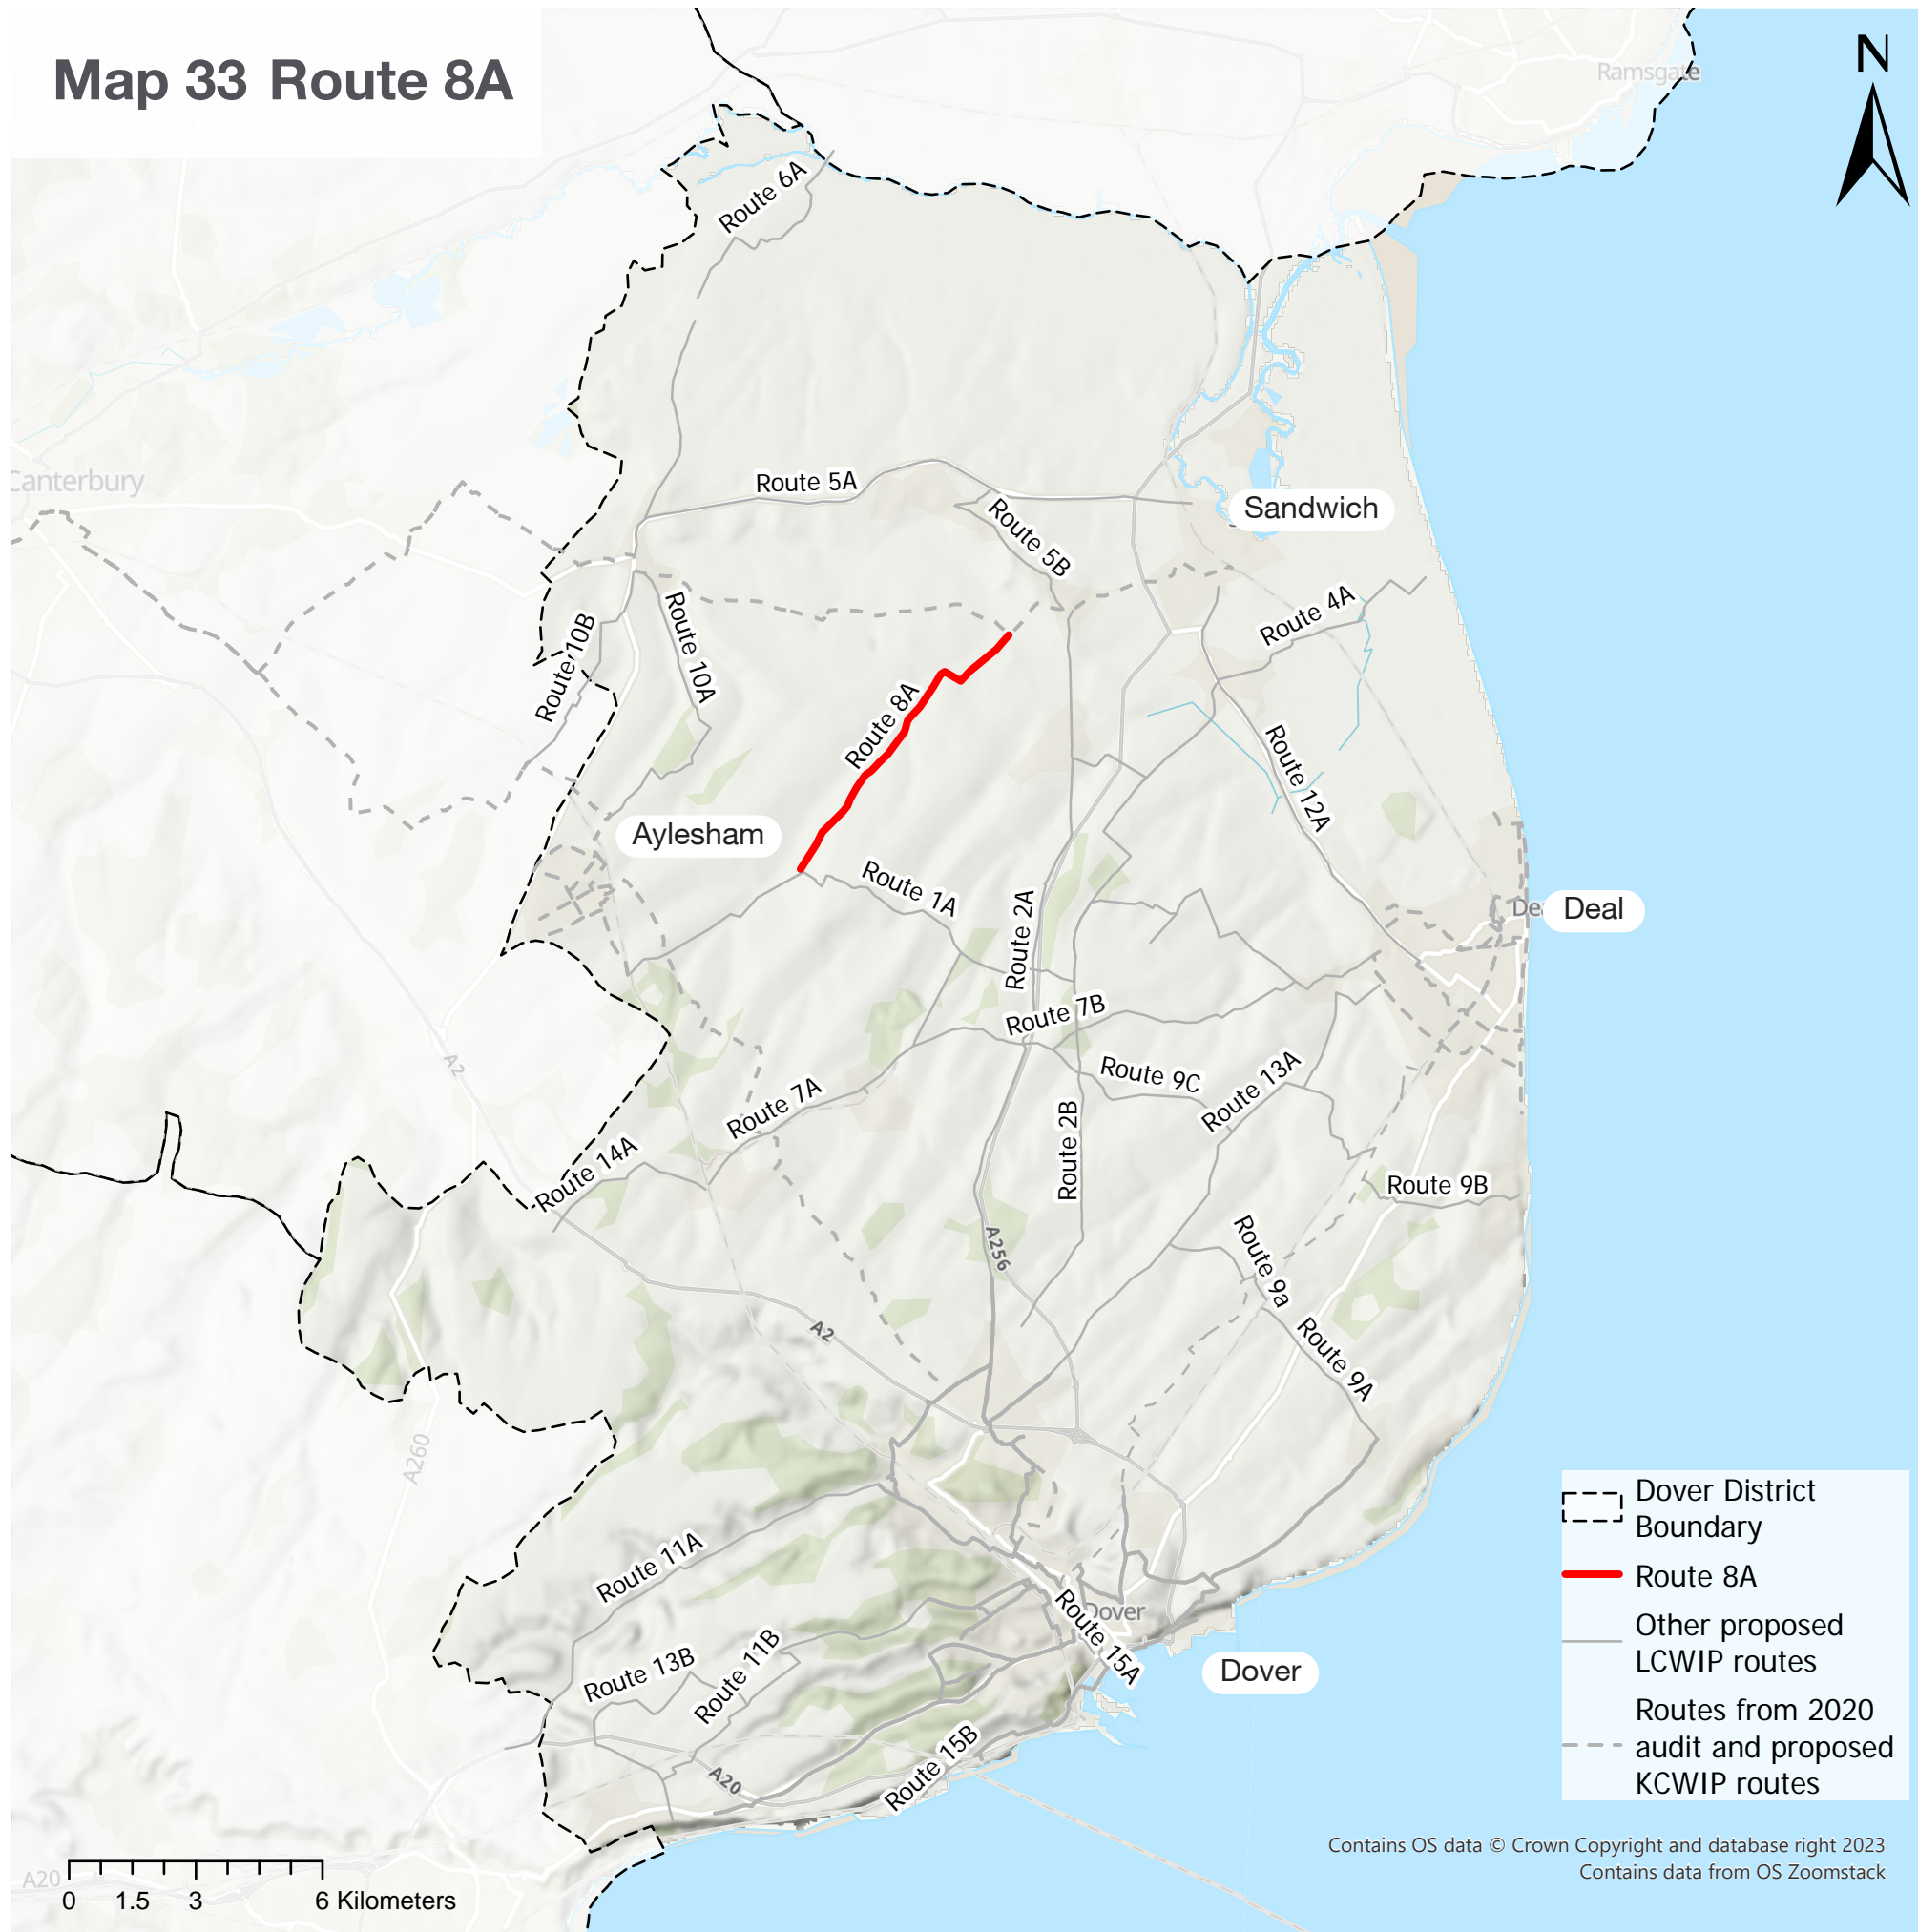 Map 33 Route 8A
N
Ramsgate
Route 6A
Canterbury
Route 5A
Sandwich
Route 5B
Route 4A
Route 10B
Route 10A
Route 8A
Route 12A
Aylesham
Route 1A
Route 2A
Deal
Route 7B
A2
Route 9C
Route 13A
Route 7A
Route 2B
Route 14A
Route 9B
A256
Route 9a
A2
Route 9A
A260
Route 11A
Dover
Route 15A
Route 13B
Route 11B
Dover
Route 15B
A20
Dover District
Boundary
Route 8A
Other proposed
LCWIP routes
Routes from 2020
audit and proposed
KCWIP routes
Contains OS data © Crown Copyright and database right 2023
Contains data from OS Zoomstack
A20
0 1.5 3 6 Kilometers